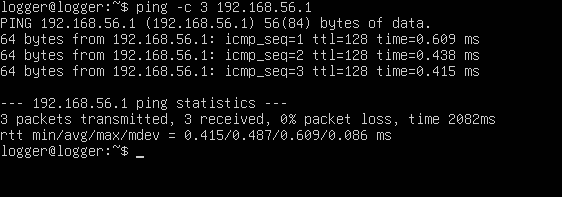 logger@logger:~$ ping -c 3 192.168.56.1
PING 192.168.56.1 (192.168.56.1) 56(84) bytes of data.
64 bytes from 192.168.56.1: icmp_seq=1 ttl=128 time=0.609 ms
64 bytes from 192.168.56.1: icmp_seq=2 ttl=128 time=0.438 ms
64 bytes from 192.168.56.1: icmp_seq=3 ttl=128 time=0.415 ms

--- 192.168.56.1 ping statistics ---
3 packets transmitted, 3 received, 0% packet loss, time 2082ms
rtt min/avg/max/mdev = 0.415/0.487/0.609/0.086 ms
logger@logger:~$ _